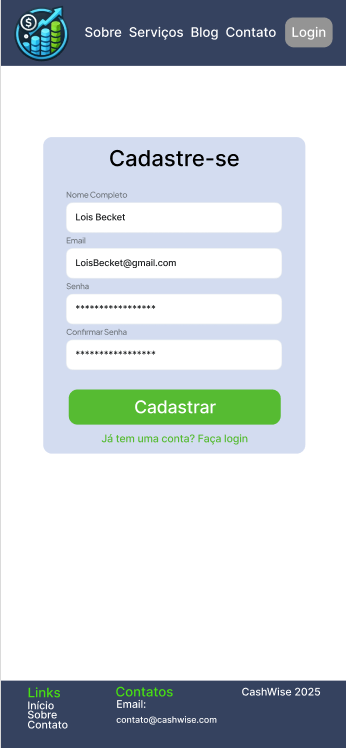 $
Sobre Serviços Blog Contato Login
Cadastre-se
Nome Completo
Lois Becket
Email
LoisBecket@gmail.com
Senha
*****************
Confirmar Senha
*****************
Cadastrar
Já tem uma conta? Faça login
Links
Início
Sobre
Contato
Contatos
Email:
contato@cashwise.com
CashWise 2025